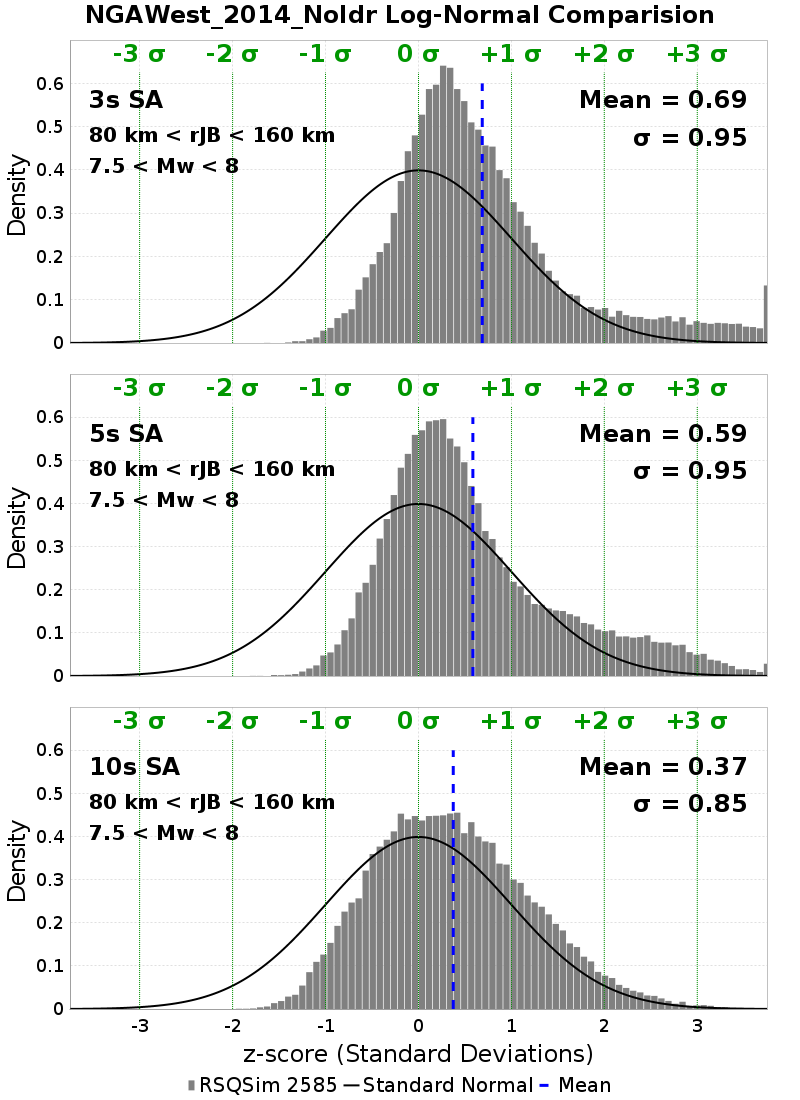 NGAWest_2014_NoIdr Log-Normal Comparision
-3 σ -2 σ -1 σ 0 σ +1 σ +2 σ +3 σ
3s SA
80 km < rJB < 160 km
7.5 < Mw < 8
Mean = 0.69
σ = 0.95
Density
0.6
0.5
0.4
0.3
0.2
0.1
0
-3 σ -2 σ -1 σ 0 σ +1 σ +2 σ +3 σ
5s SA
80 km < rJB < 160 km
7.5 < Mw < 8
Mean = 0.59
σ = 0.95
Density
0.6
0.5
0.4
0.3
0.2
0.1
0
-3 σ -2 σ -1 σ 0 σ +1 σ +2 σ +3 σ
10s SA
80 km < rJB < 160 km
7.5 < Mw < 8
Mean = 0.37
σ = 0.85
Density
0.6
0.5
0.4
0.3
0.2
0.1
0
-3 -2 -1 0 1 2 3
z-score (Standard Deviations)
RSQSim 2585 Standard Normal Mean